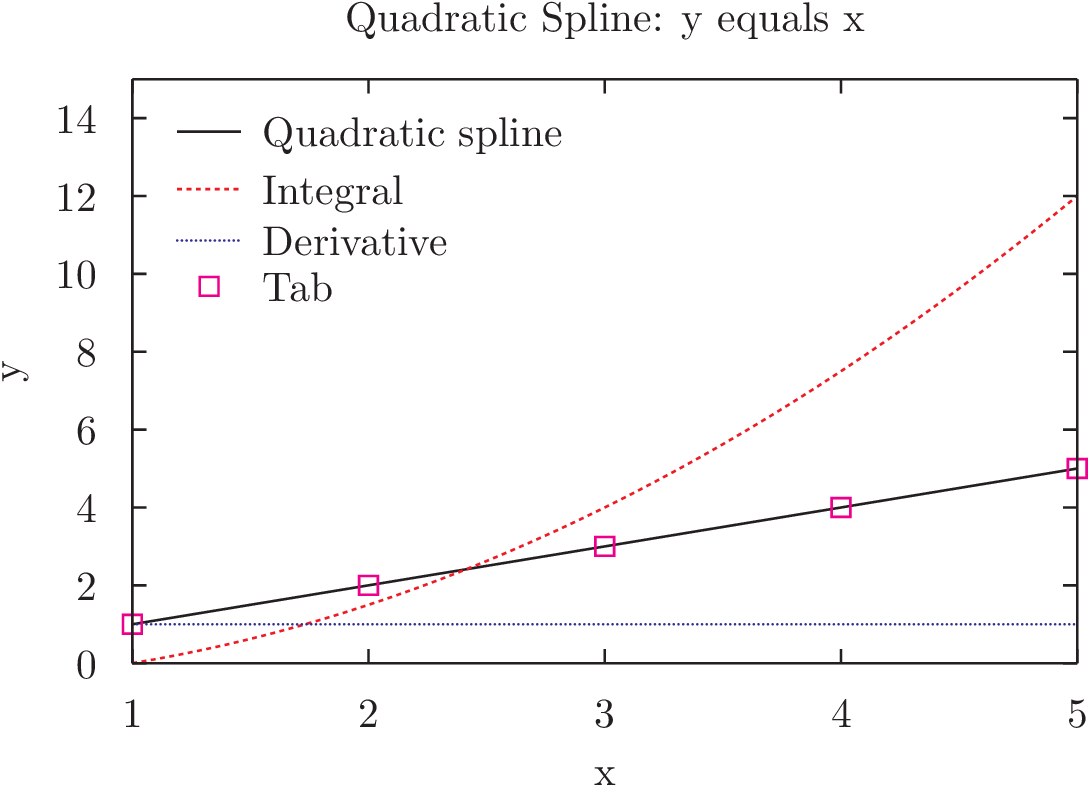 Quadratic Spline: y equals x
14
12
10
8
6
4
2
0
y
Quadratic spline
Integral
Derivative
Tab
1 2 3 4 5
x